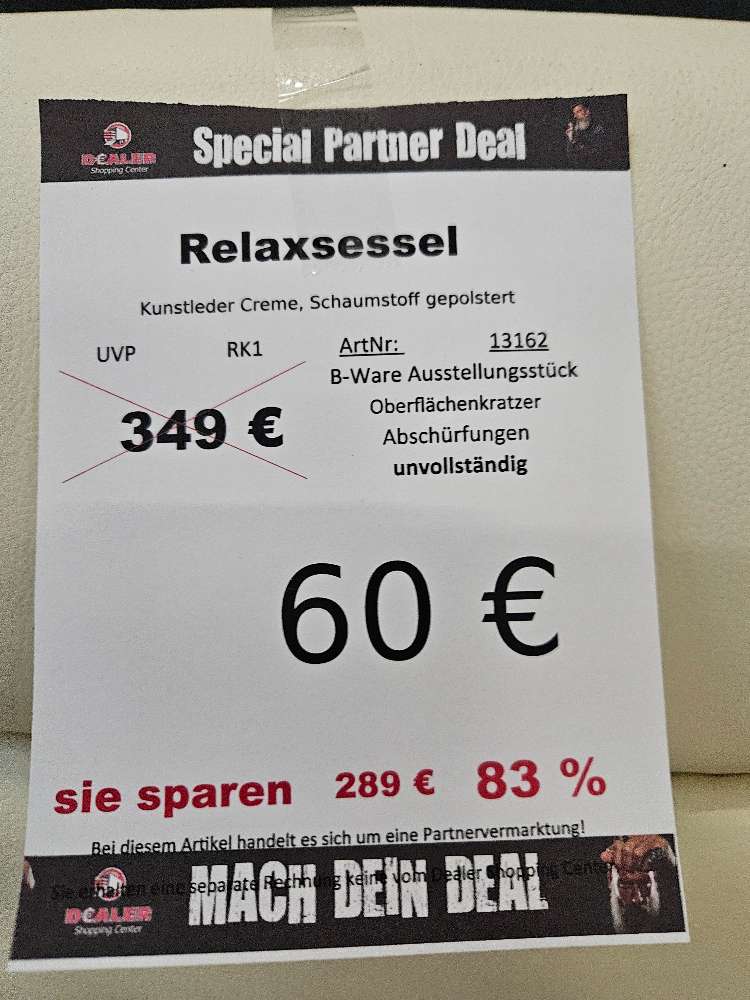 DEALER
Shopping Center
Special Partner Deal
Relaxsessel
Kunstleder Creme, Schaumstoff gepolstert
UVP RK1 ArtNr: 13162
B-Ware Ausstellungsstück
349 € Oberflächenkratzer
Abschürfungen
unvollständig
60 €
sie sparen 289 € 83 %
Bei diesem Artikel handelt es sich um eine Partnervermarktung!
Sie erhalten eine separate Rechnung keine vom Dealer Shopping Center
D€ALER
Shopping Center
MACH DEIN DEAL